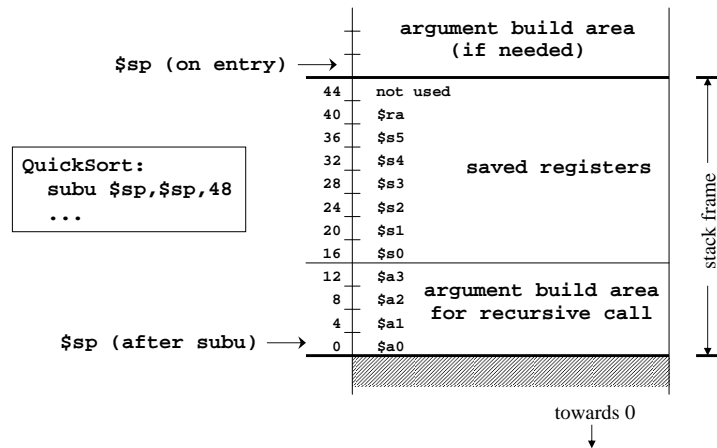 argument build area
(if needed)
$sp (on entry)
44 not used
40 $ra
36 $s5
32 $s4
28 $s3
24 $s2
20 $s1
16 $s0
saved registers
QuickSort:
subu $sp,$sp,48
...
12 $a3
8 $a2
4 $a1
0 $a0
argument build area
for recursive call
$sp (after subu)
stack frame
towards 0